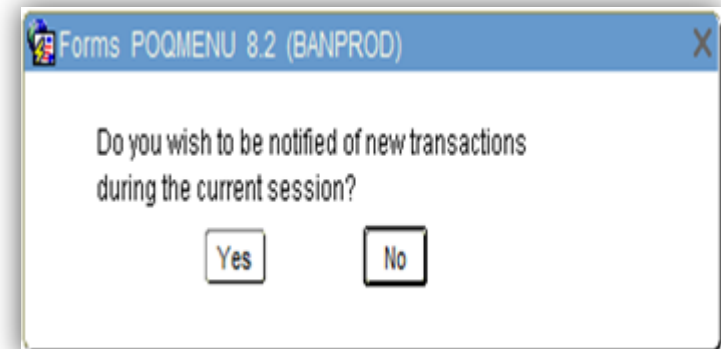 Forms POQMENU 8.2 (BANPROD)
Do you wish to be notified of new transactions
during the current session?
Yes No